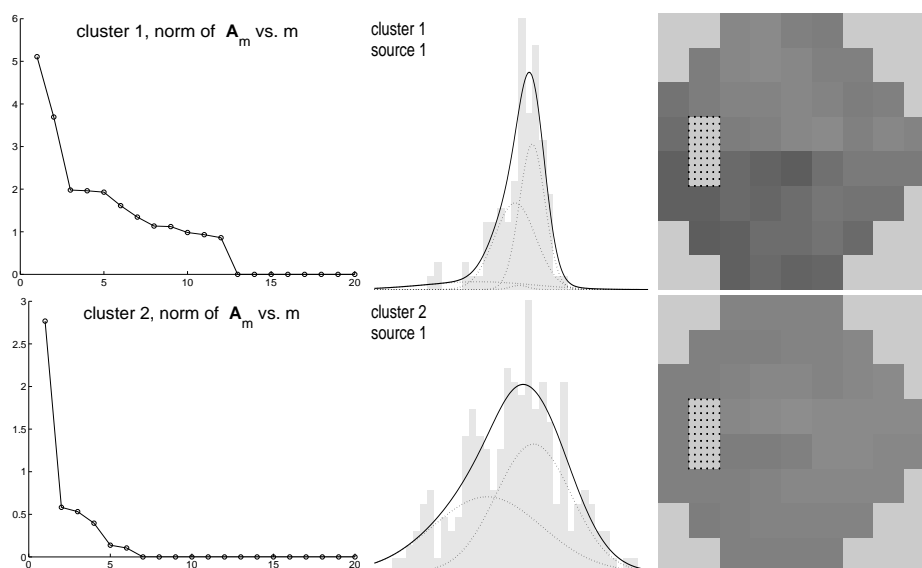 cluster 1, norm of A_m vs. m
6
5
4
3
2
1
0
0 5 10 15 20
cluster 1
source 1
cluster 2, norm of A_m vs. m
3
2.5
2
1.5
1
0.5
0
0 5 10 15 20
cluster 2
source 1